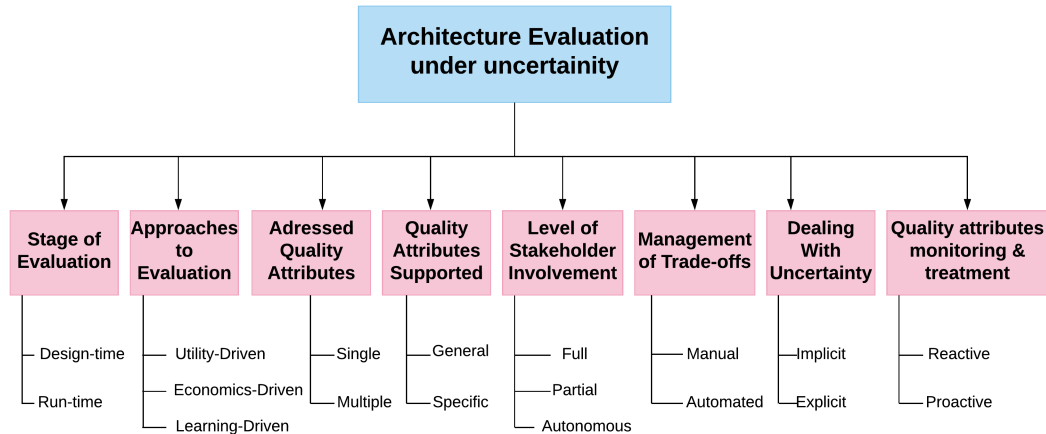 Architecture Evaluation
under uncertainity
Stage of
Evaluation
Approaches
to
Evaluation
Adressed
Quality
Attributes
Quality
Attributes
Supported
Level of
Stakeholder
Involvement
Management
of Trade-offs
Dealing
With
Uncertainty
Quality attributes
monitoring &
treatment
Design-time
Run-time
Utility-Driven
Economics-Driven
Learning-Driven
Single
Multiple
General
Specific
Full
Partial
Autonomous
Manual
Automated
Implicit
Explicit
Reactive
Proactive